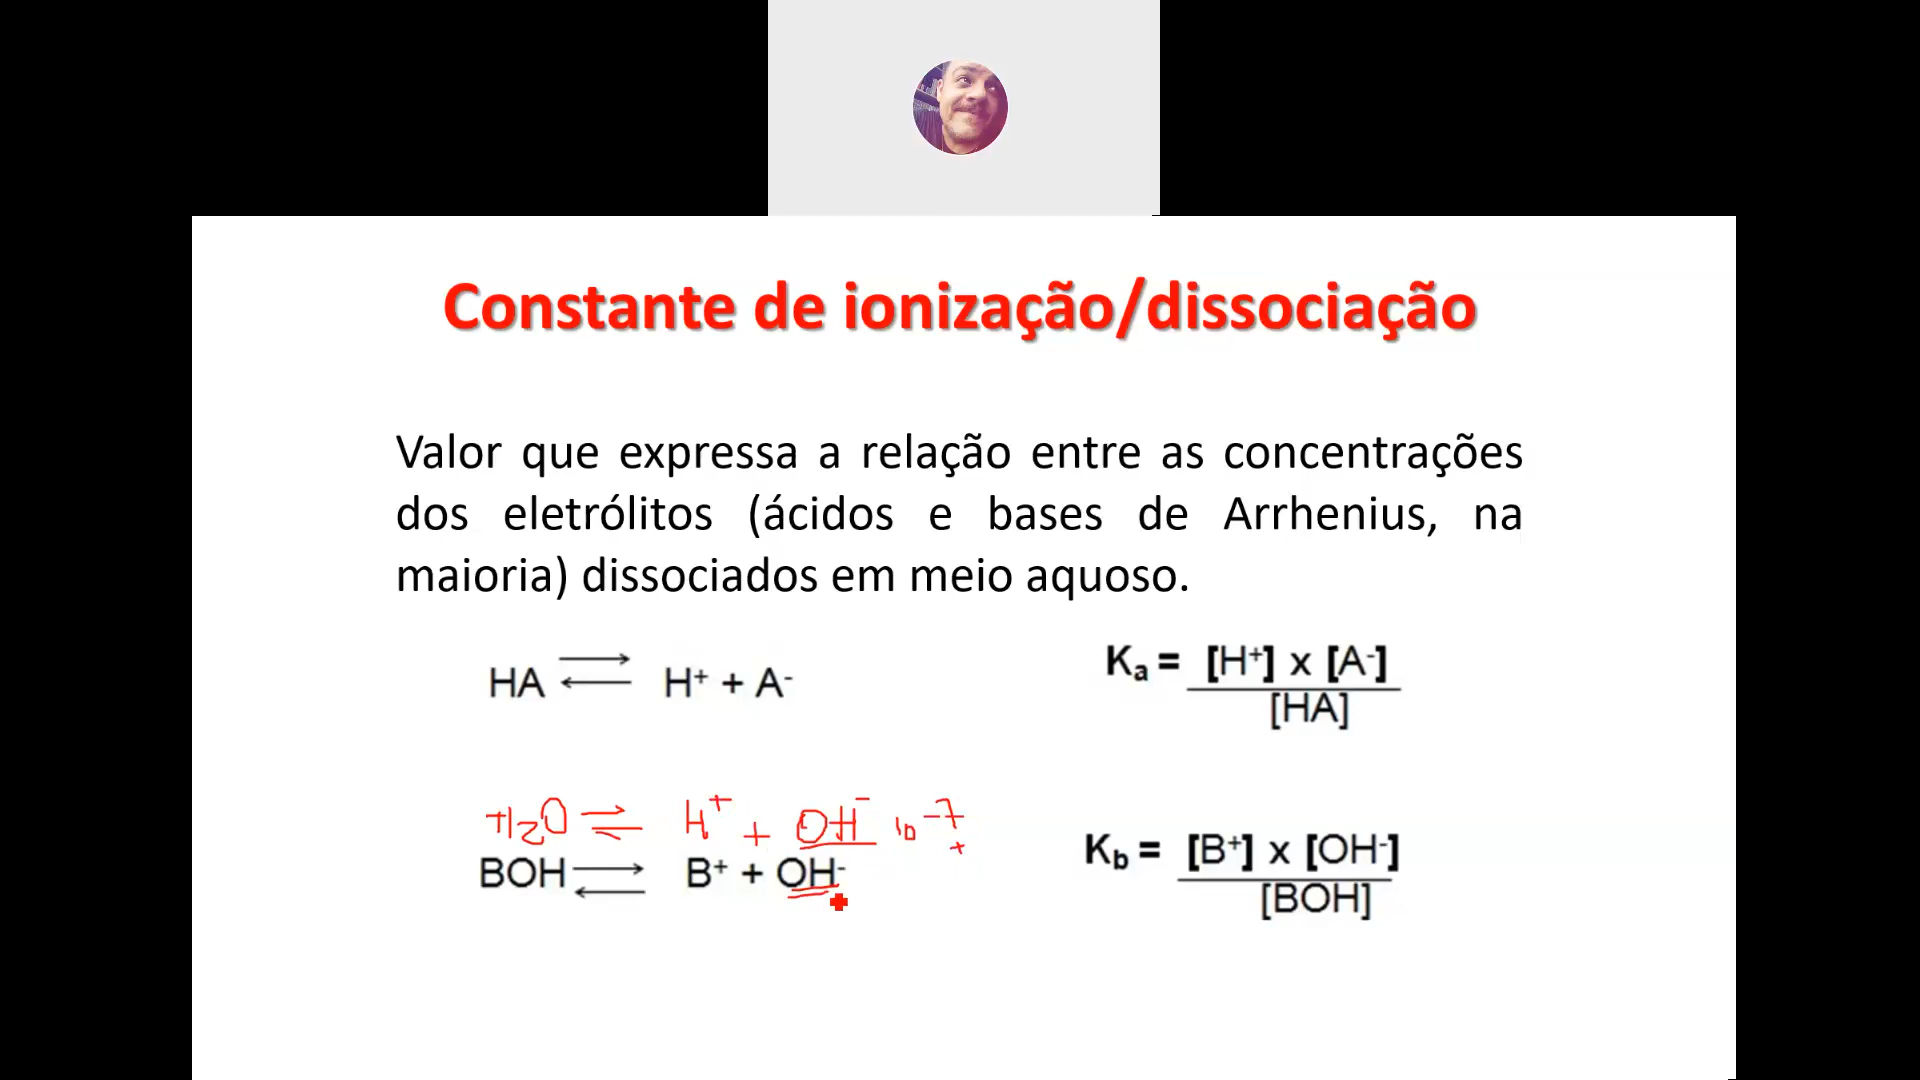 Constante de ionização/dissociação
Valor que expressa a relação entre as concentrações
dos eletrólitos (ácidos e bases de Arrhenius, na
maioria) dissociados em meio aquoso.
HA ⇄ H⁺ + A⁻
Kₐ = [H⁺] x [A⁻]
[HA]
H₂O ⇌ H⁺ + OH⁻ 10⁻⁷
+
BOH ⇄ B⁺ + OH⁻
K_b = [B⁺] x [OH⁻]
[BOH]